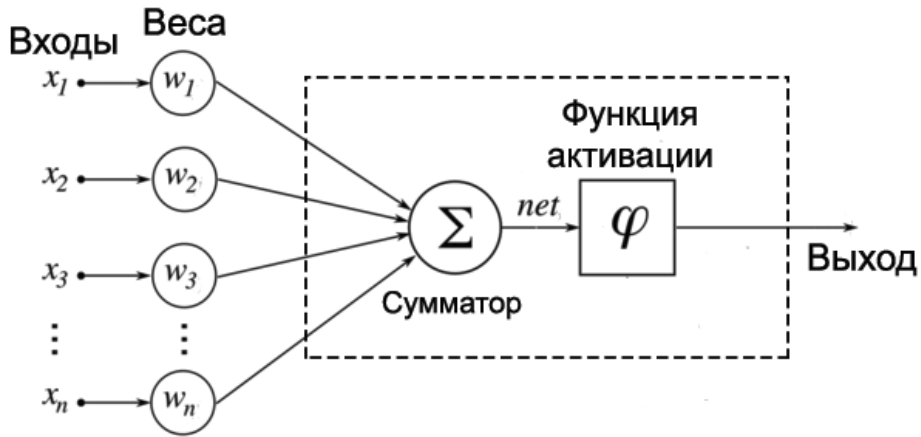 Входы
Веса
x1
w1
x2
w2
x3
w3
xn
wn
Σ
Сумматор
net
Функция
активации
φ
Выход